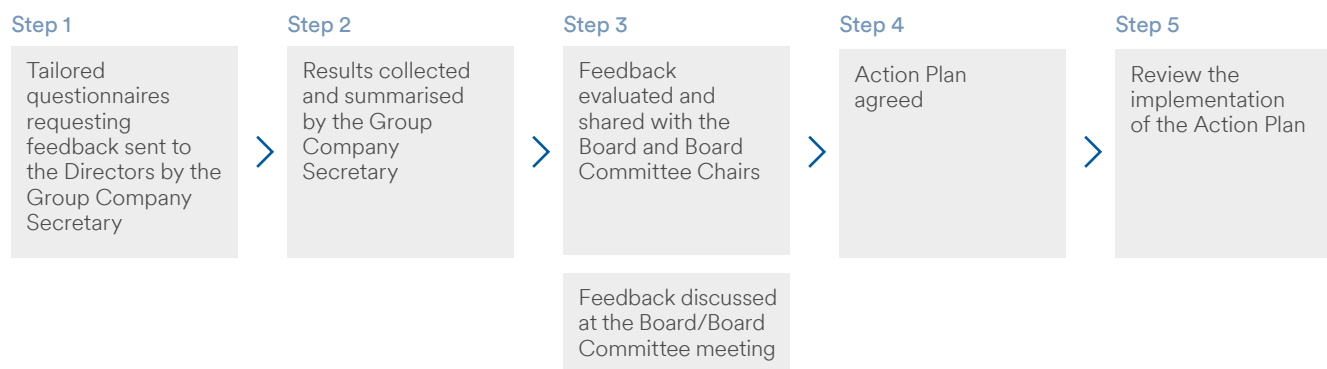 Step 1
Tailored
questionnaires
requesting
feedback sent to
the Directors by the
Group Company
Secretary
Step 2
Results collected
and summarised
by the Group
Company
Secretary
Step 3
Feedback
evaluated and
shared with the
Board and Board
Committee Chairs
Feedback discussed
at the Board/Board
Committee meeting
Step 4
Action Plan
agreed
Step 5
Review the
implementation
of the Action Plan